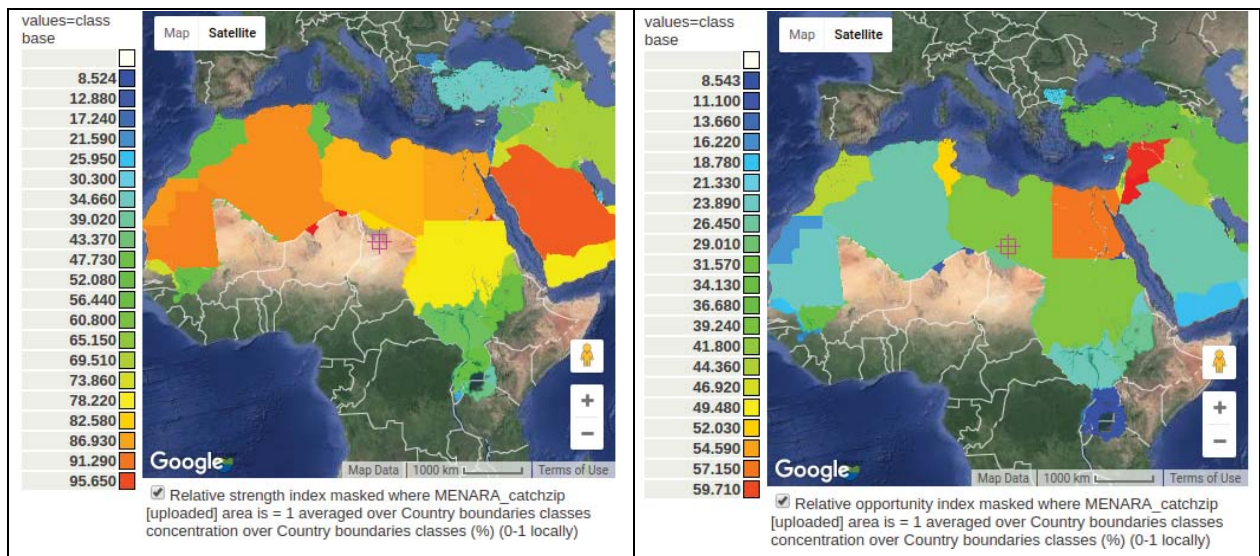 values=class
base
8.524
12.880
17.240
21.590
25.950
30.300
34.660
39.020
43.370
47.730
52.080
56.440
60.800
65.150
69.510
73.860
78.220
82.580
86.930
91.290
95.650
Map Satellite
Google
Map Data 1000 km Terms of Use
Relative strength index masked where MENARA_catchzip
[uploaded] area is = 1 averaged over Country boundaries classes
concentration over Country boundaries classes (%) (0-1 locally)
values=class
base
8.543
11.100
13.660
16.220
18.780
21.330
23.890
26.450
29.010
31.570
34.130
36.680
39.240
41.800
44.360
46.920
49.480
52.030
54.590
57.150
59.710
Map Satellite
Google
Map Data 1000 km Terms of Use
Relative opportunity index masked where MENARA_catchzip
[uploaded] area is = 1 averaged over Country boundaries classes
concentration over Country boundaries classes (%) (0-1 locally)